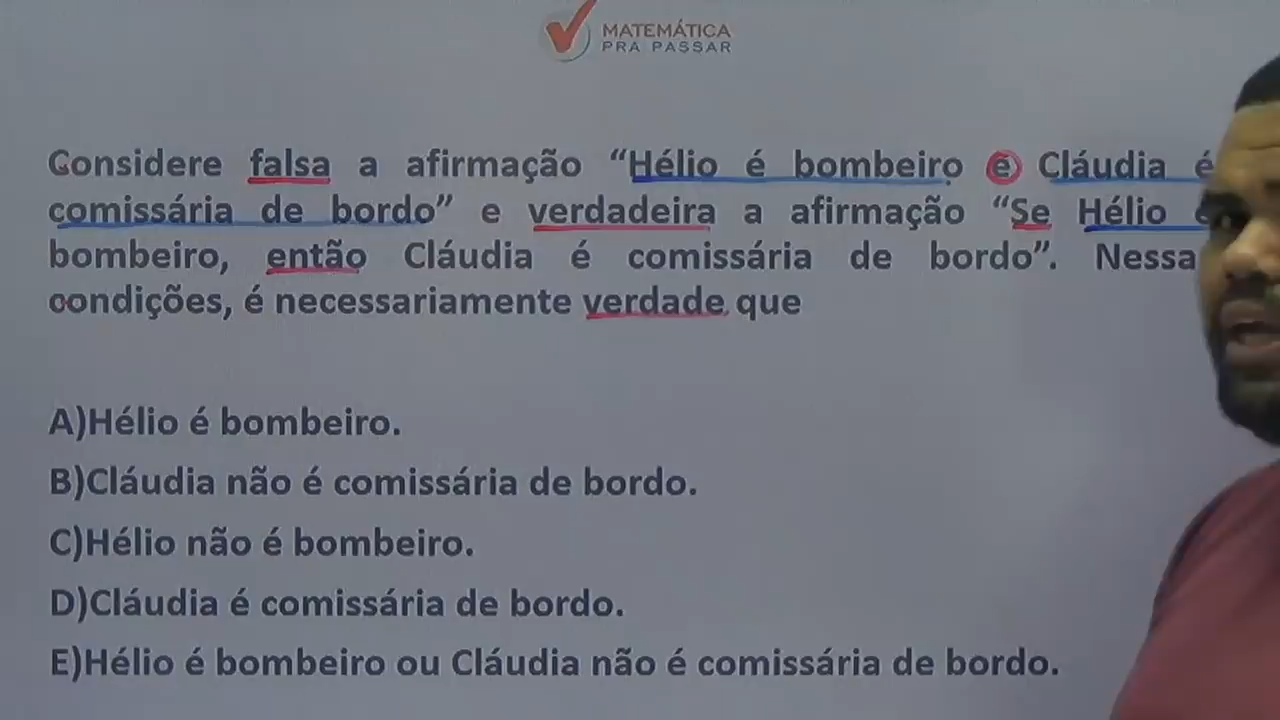 MATEMÁTICA
PRA PASSAR
Considere falsa a afirmação “Hélio é bombeiro e Cláudia é
comissária de bordo” e verdadeira a afirmação “Se Hélio
bombeiro, então Cláudia é comissária de bordo”. Nessa
condições, é necessariamente verdade que
A)Hélio é bombeiro.
B)Cláudia não é comissária de bordo.
C)Hélio não é bombeiro.
D)Cláudia é comissária de bordo.
E)Hélio é bombeiro ou Cláudia não é comissária de bordo.